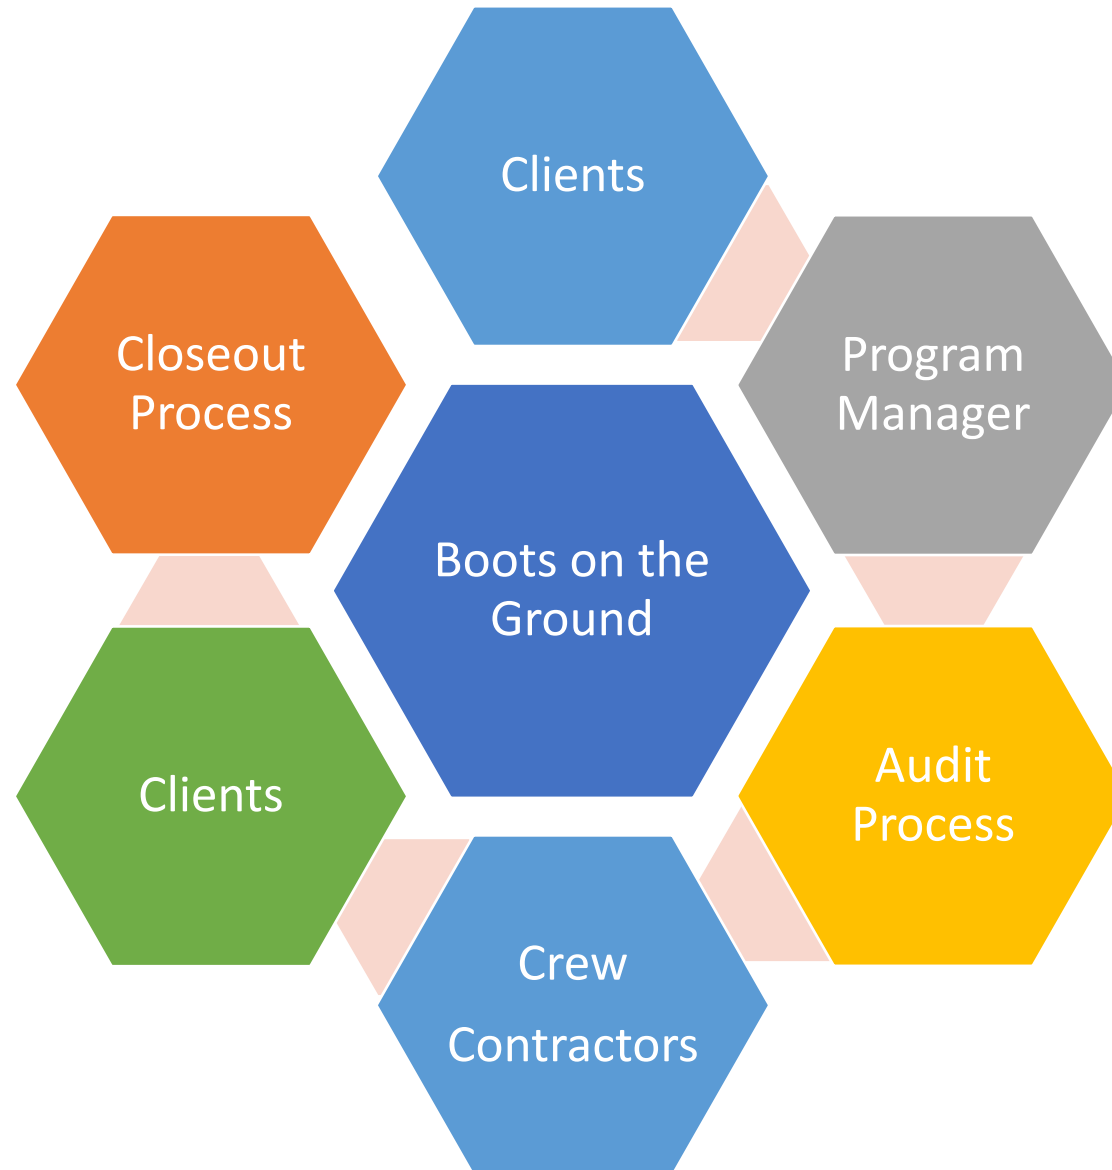 Clients
Program
Manager
Audit
Process
Crew
Contractors
Clients
Closeout
Process
Boots on the
Ground